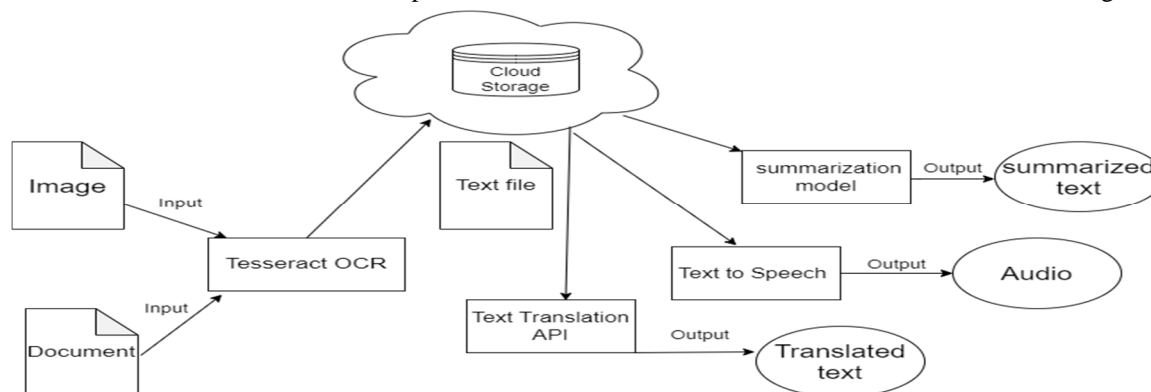 Cloud
Storage
Image
Input
Tesseract OCR
Input
Document
Text file
summarization
model
Output
summarized
text
Text to Speech
Output
Audio
Text Translation
API
Output
Translated
text